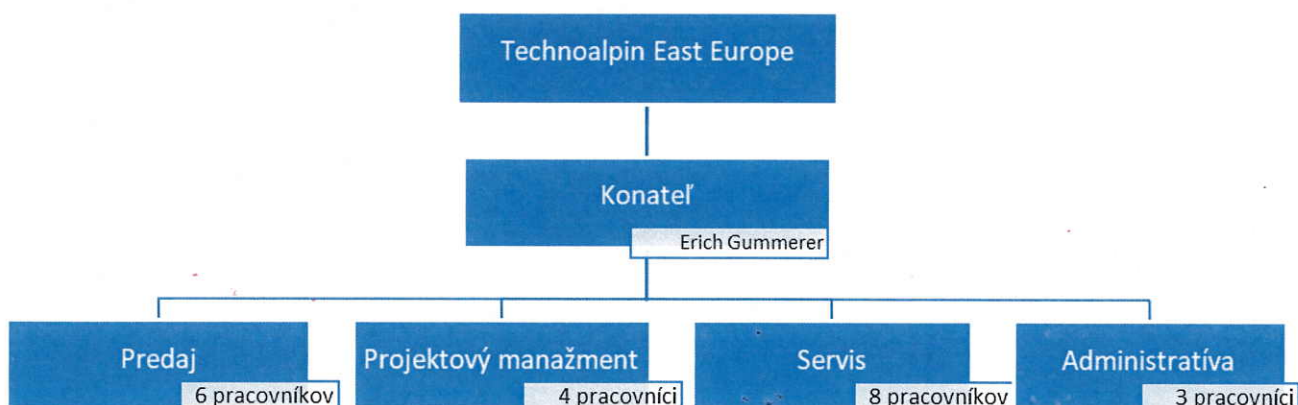 Technoalpin East Europe
Konateľ
Erich Gummerer
Predaj
6 pracovníkov
Projektový manažment
4 pracovníci
Servis
8 pracovníkov
Administratíva
3 pracovníci